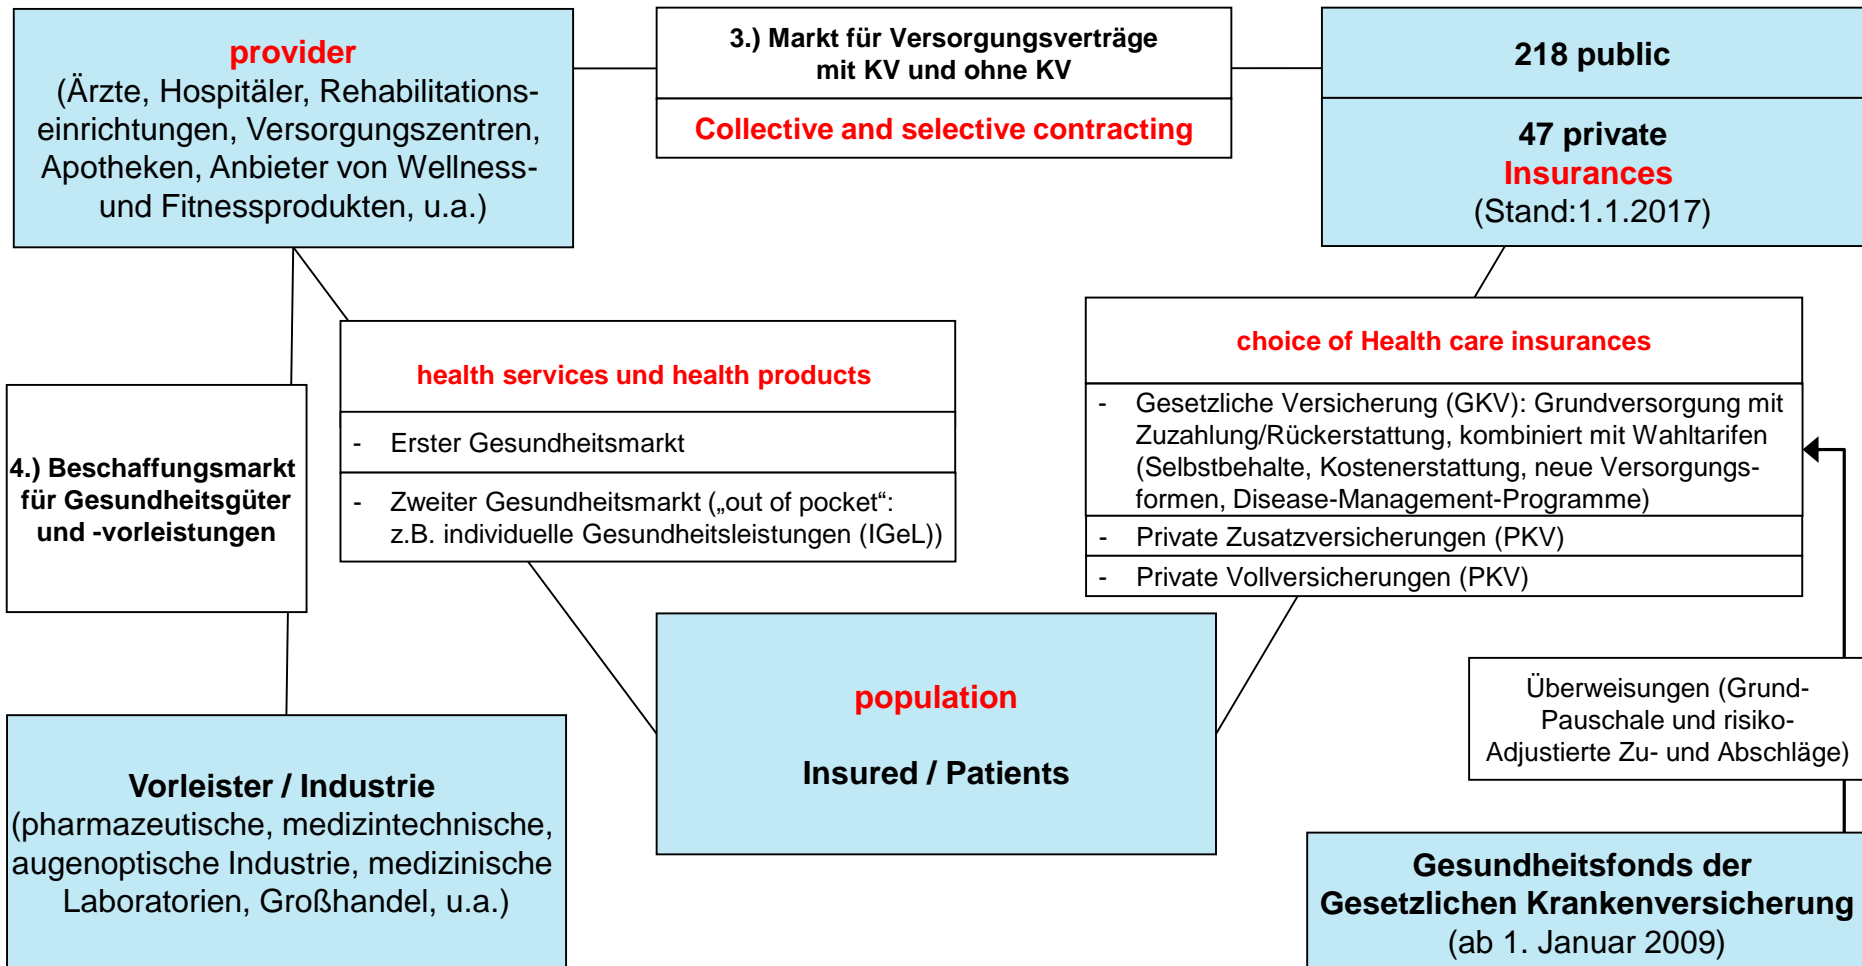 provider
(Ärzte, Hospitäler, Rehabilitations-
einrichtungen, Versorgungszentren,
Apotheken, Anbieter von Wellness-
und Fitnessprodukten, u.a.)
3.) Markt für Versorgungsverträge
mit KV und ohne KV
Collective and selective contracting
218 public
47 private
Insurances
(Stand:1.1.2017)
health services und health products
- Erster Gesundheitsmarkt
- Zweiter Gesundheitsmarkt („out of pocket“:
z.B. individuelle Gesundheitsleistungen (IGeL))
choice of Health care insurances
- Gesetzliche Versicherung (GKV): Grundversorgung mit
Zuzahlung/Rückerstattung, kombiniert mit Wahltarifen
(Selbstbehalte, Kostenerstattung, neue Versorgungs-
formen, Disease-Management-Programme)
- Private Zusatzversicherungen (PKV)
- Private Vollversicherungen (PKV)
4.) Beschaffungsmarkt
für Gesundheitsgüter
und -vorleistungen
population
Insured / Patients
Überweisungen (Grund-
Pauschale und risiko-
Adjustierte Zu- und Abschläge)
Vorleister / Industrie
(pharmazeutische, medizintechnische,
augenoptische Industrie, medizinische
Laboratorien, Großhandel, u.a.)
Gesundheitsfonds der
Gesetzlichen Krankenversicherung
(ab 1. Januar 2009)